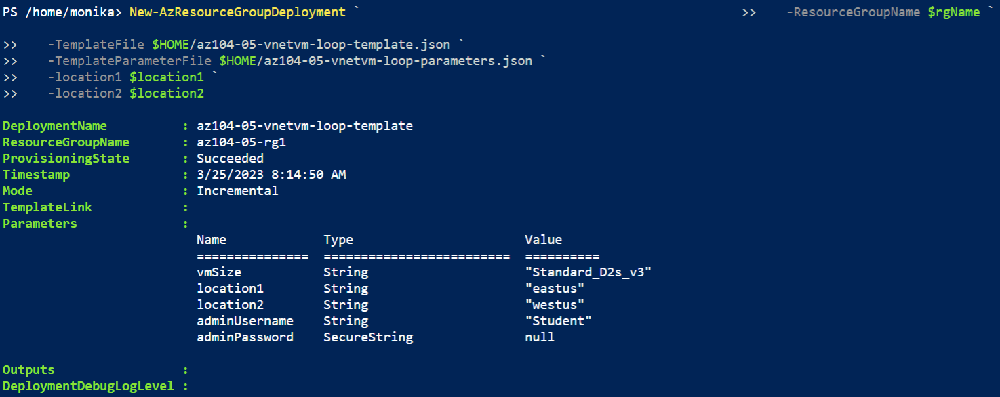 PS /home/monika> New-AzResourceGroupDeployment ` >> -ResourceGroupName $rgName `
>> -TemplateFile $HOME/az104-05-vnetvm-loop-template.json `
>> -TemplateParameterFile $HOME/az104-05-vnetvm-loop-parameters.json `
>> -location1 $location1 `
>> -location2 $location2
DeploymentName : az104-05-vnetvm-loop-template
ResourceGroupName : az104-05-rg1
ProvisioningState : Succeeded
Timestamp : 3/25/2023 8:14:50 AM
Mode : Incremental
TemplateLink :
Parameters :
Name Type Value
=============== ========================= ==========
vmSize String "Standard_D2s_v3"
location1 String "eastus"
location2 String "westus"
adminUsername String "Student"
adminPassword SecureString null
Outputs :
DeploymentDebugLogLevel :